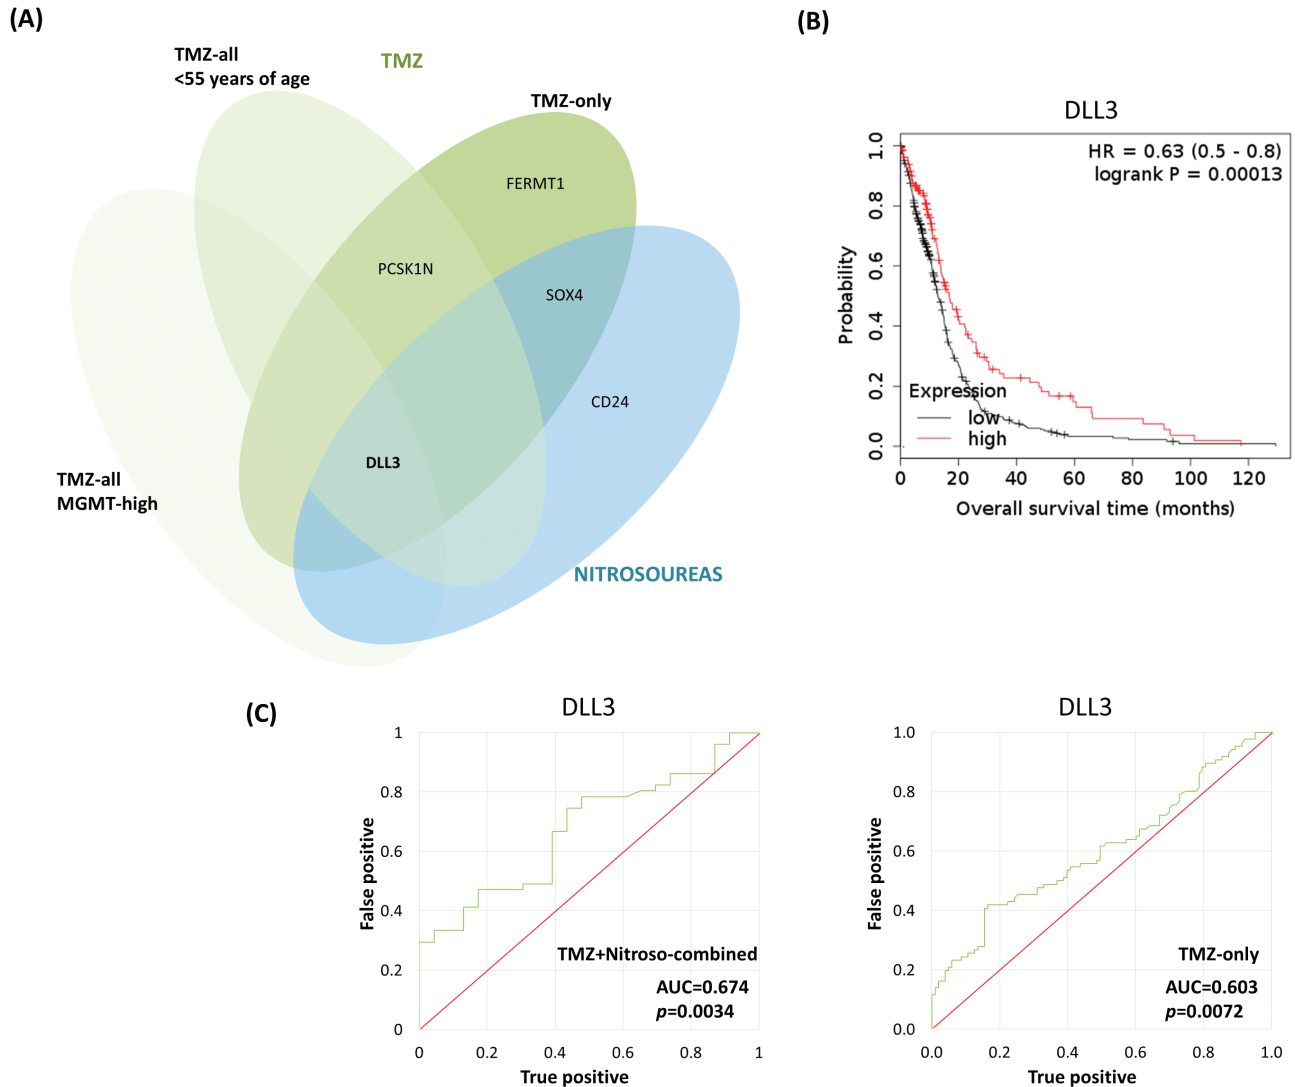 (A)
TMZ-all
<55 years of age
TMZ
TMZ-only
FERMT1
PCSK1N
SOX4
CD24
DLL3
TMZ-all
MGMT-high
NITROSOUREAS
(B)
DLL3
HR = 0.63 (0.5 - 0.8)
logrank P = 0.00013
Probability
1.0
0.8
0.6
0.4
0.2
0.0
Expression
low
high
0 20 40 60 80 100 120
Overall survival time (months)
(C)
DLL3
False positive
1
0.8
0.6
0.4
0.2
0
TMZ+Nitroso-combined
AUC=0.674
p=0.0034
0 0.2 0.4 0.6 0.8 1
True positive
DLL3
False positive
1.0
0.8
0.6
0.4
0.2
0.0
TMZ-only
AUC=0.603
p=0.0072
0.0 0.2 0.4 0.6 0.8 1.0
True positive